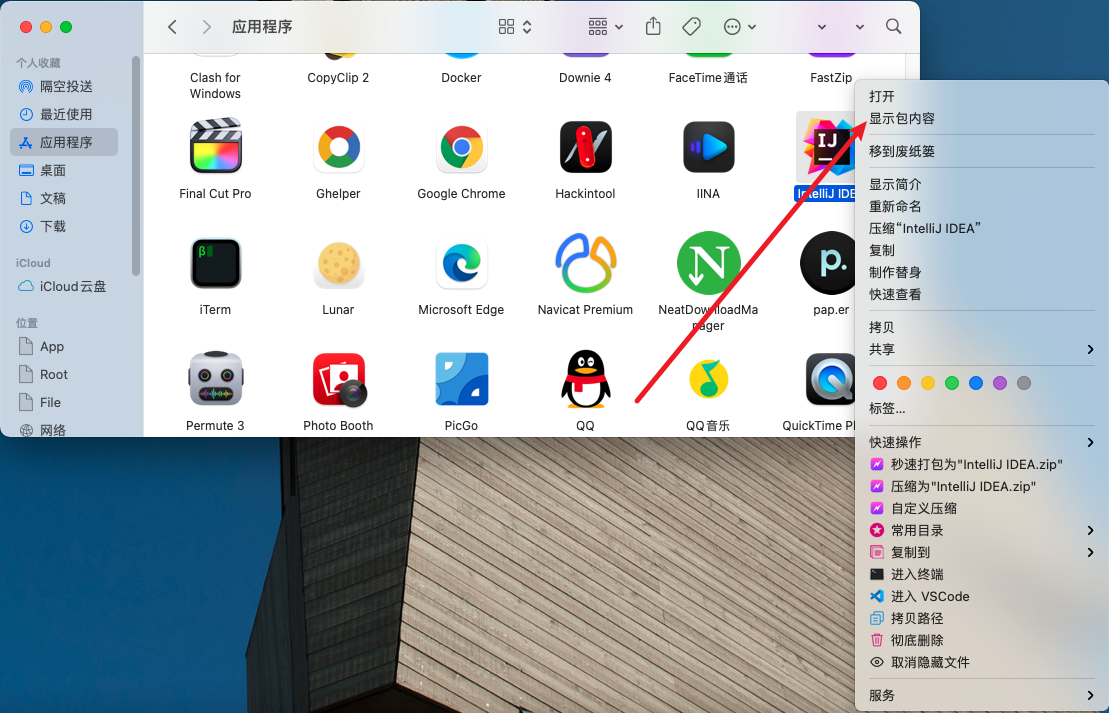 应用程序
个人收藏
隔空投送
最近使用
应用程序
桌面
文稿
下载
iCloud
iCloud云盘
位置
App
Root
File
网络
Clash for
Windows
CopyClip 2
Docker
Downie 4
FaceTime通话
FastZip
Final Cut Pro
Ghelper
Google Chrome
Hackintool
IINA
IJ
IntelliJ IDE
β
iTerm
Lunar
Microsoft Edge
Navicat Premium
N
NeatDownloadMa
nager
p.
pap.er
Permute 3
Photo Booth
PicGo
QQ
QQ音乐
QuickTime Pl
打开
显示包内容
移到废纸篓
显示简介
重新命名
压缩“IntelliJ IDEA”
复制
制作替身
快速查看
拷贝
共享
标签...
快速操作
秒速打包为"IntelliJ IDEA.zip"
压缩为"IntelliJ IDEA.zip"
自定义压缩
常用目录
复制到
进入终端
进入 VSCode
拷贝路径
彻底删除
取消隐藏文件
服务